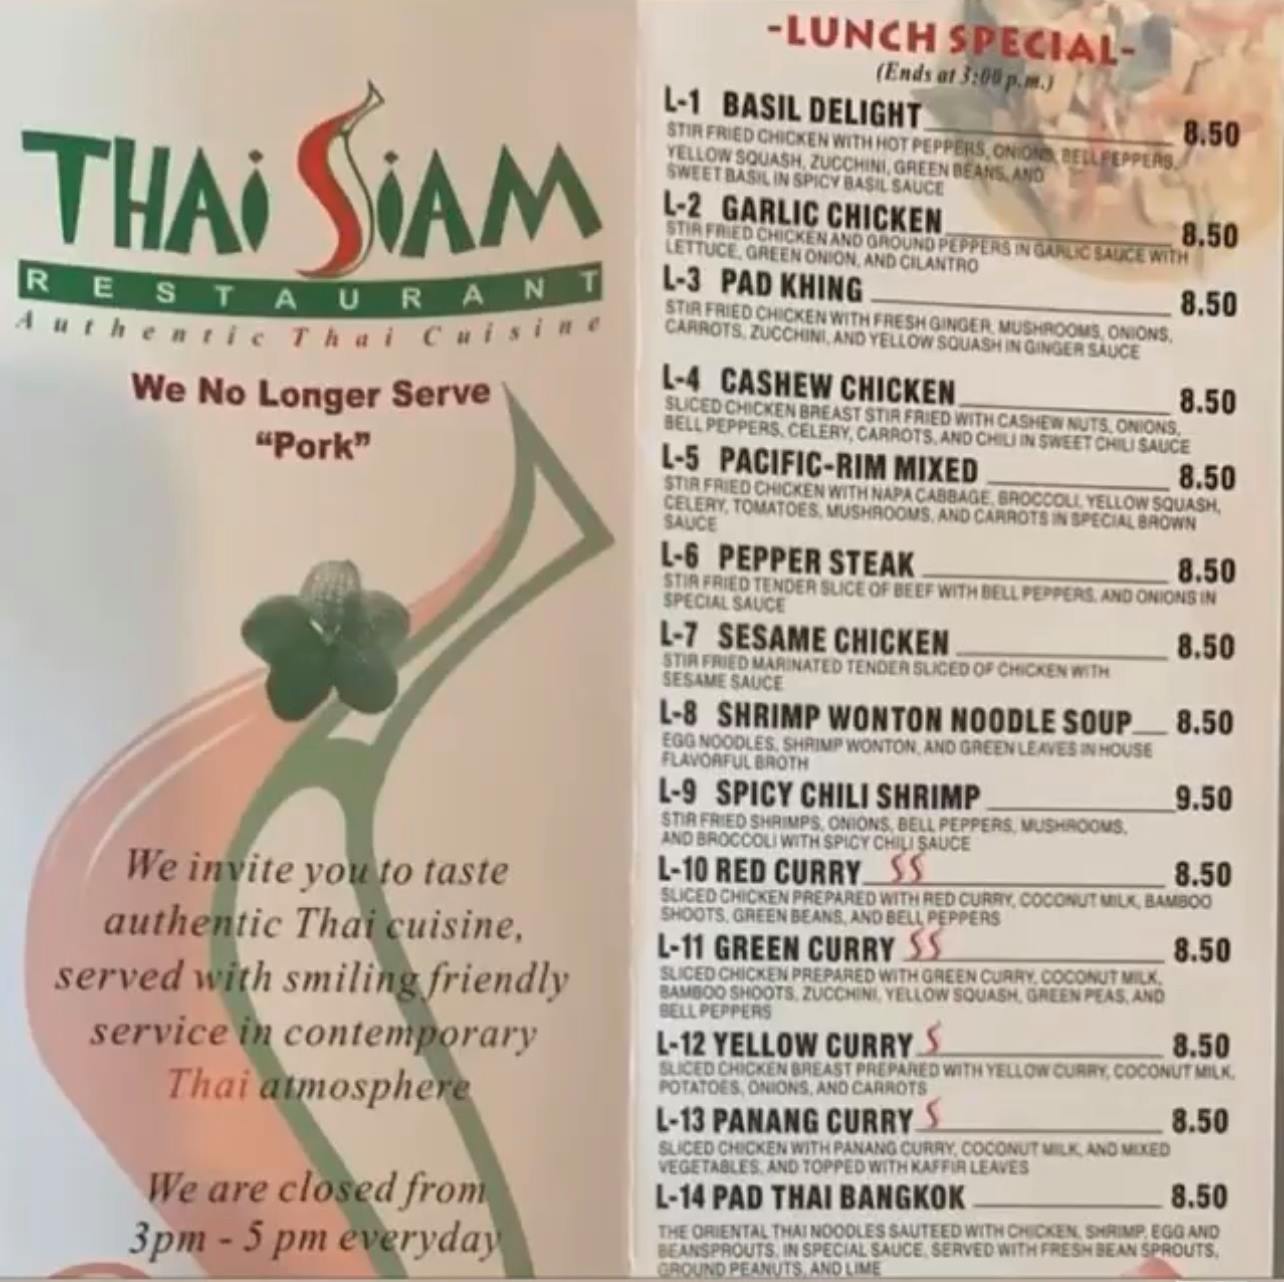 THAI SIAM
RESTAURANT
Authentic Thai Cuisine
We No Longer Serve
“Pork”
We invite you to taste
authentic Thai cuisine,
served with smiling friendly
service in contemporary
Thai atmosphere
We are closed from
3pm - 5 pm everyday
-LUNCH SPECIAL-
(Ends at 3:00 p.m.)
L-1 BASIL DELIGHT 8.50
STIR FRIED CHICKEN WITH HOT PEPPERS, ONIONS, BELL PEPPERS,
YELLOW SQUASH, ZUCCHINI, GREEN BEANS, AND
SWEET BASIL IN SPICY BASIL SAUCE
L-2 GARLIC CHICKEN 8.50
STIR FRIED CHICKEN AND GROUND PEPPERS IN GARLIC SAUCE WITH
LETTUCE, GREEN ONION, AND CILANTRO
L-3 PAD KHING 8.50
STIR FRIED CHICKEN WITH FRESH GINGER, MUSHROOMS, ONIONS,
CARROTS, ZUCCHINI, AND YELLOW SQUASH IN GINGER SAUCE
L-4 CASHEW CHICKEN 8.50
SLICED CHICKEN BREAST STIR FRIED WITH CASHEW NUTS, ONIONS,
BELL PEPPERS, CELERY, CARROTS, AND CHILI IN SWEET CHILI SAUCE
L-5 PACIFIC-RIM MIXED 8.50
STIR FRIED CHICKEN WITH NAPA CABBAGE, BROCCOLI, YELLOW SQUASH,
CELERY, TOMATOES, MUSHROOMS, AND CARROTS IN SPECIAL BROWN
SAUCE
L-6 PEPPER STEAK 8.50
STIR FRIED TENDER SLICE OF BEEF WITH BELL PEPPERS, AND ONIONS IN
SPECIAL SAUCE
L-7 SESAME CHICKEN 8.50
STIR FRIED MARINATED TENDER SLICED OF CHICKEN WITH
SESAME SAUCE
L-8 SHRIMP WONTON NOODLE SOUP 8.50
EGG NOODLES, SHRIMP WONTON, AND GREEN LEAVES IN HOUSE
FLAVORFUL BROTH
L-9 SPICY CHILI SHRIMP 9.50
STIR FRIED SHRIMPS, ONIONS, BELL PEPPERS, MUSHROOMS,
AND BROCCOLI WITH SPICY CHILI SAUCE
L-10 RED CURRY 8.50
SLICED CHICKEN PREPARED WITH RED CURRY, COCONUT MILK, BAMBOO
SHOOTS, GREEN BEANS, AND BELL PEPPERS
L-11 GREEN CURRY 8.50
SLICED CHICKEN PREPARED WITH GREEN CURRY, COCONUT MILK,
BAMBOO SHOOTS, ZUCCHINI, YELLOW SQUASH, GREEN PEAS, AND
BELL PEPPERS
L-12 YELLOW CURRY 8.50
SLICED CHICKEN BREAST PREPARED WITH YELLOW CURRY, COCONUT MILK,
POTATOES, ONIONS, AND CARROTS
L-13 PANANG CURRY 8.50
SLICED CHICKEN WITH PANANG CURRY, COCONUT MILK, AND MIXED
VEGETABLES, AND TOPPED WITH KAFFIR LEAVES
L-14 PAD THAI BANGKOK 8.50
THE ORIENTAL THAI NOODLES SAUTEED WITH CHICKEN, SHRIMP, EGG AND
BEANSPROUTS, IN SPECIAL SAUCE, SERVED WITH FRESH BEAN SPROUTS,
GROUND PEANUTS, AND LIME